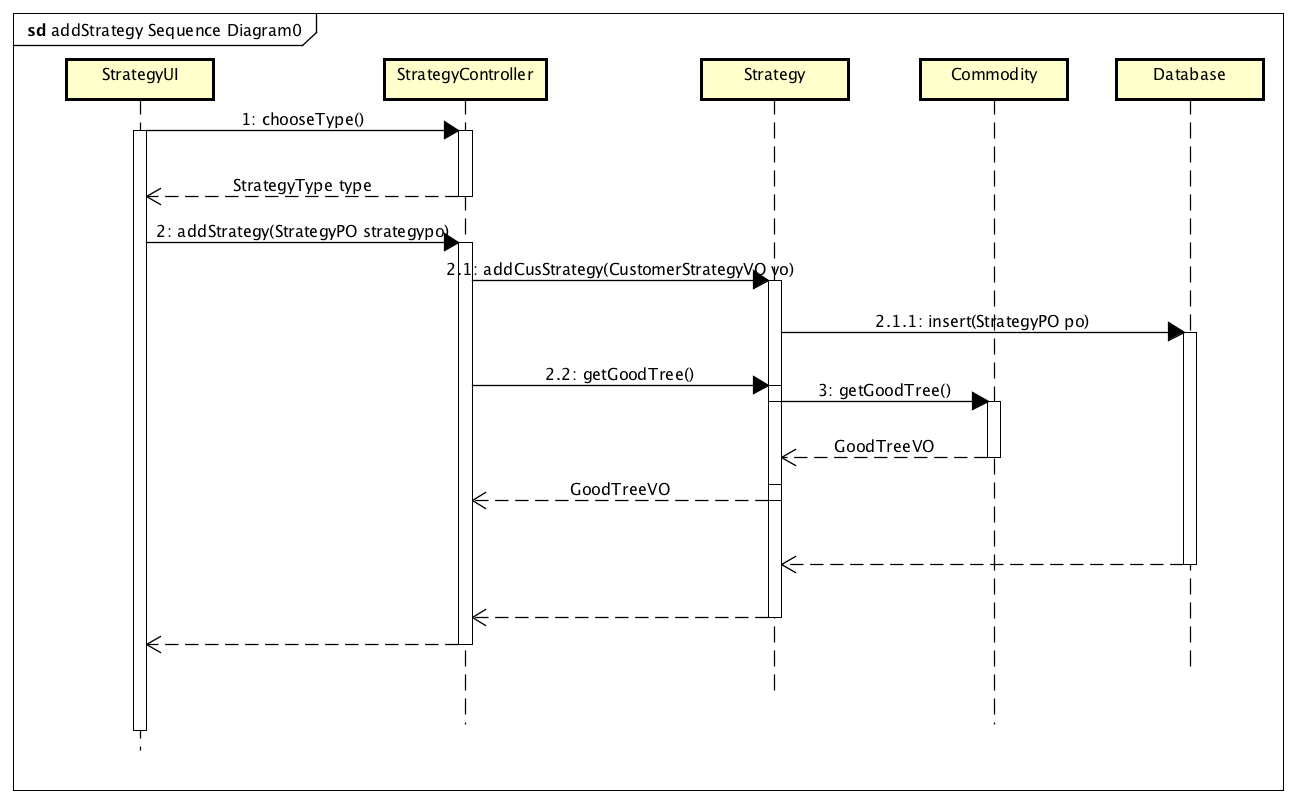 sd addStrategy Sequence Diagram0
StrategyUI
StrategyController
Strategy
Commodity
Database
1: chooseType()
StrategyType type
2: addStrategy(StrategyPO strategypo)
2.1: addCusStrategy(CustomerStrategyVO vo)
2.1.1: insert(StrategyPO po)
2.2: getGoodTree()
3: getGoodTree()
GoodTreeVO
GoodTreeVO